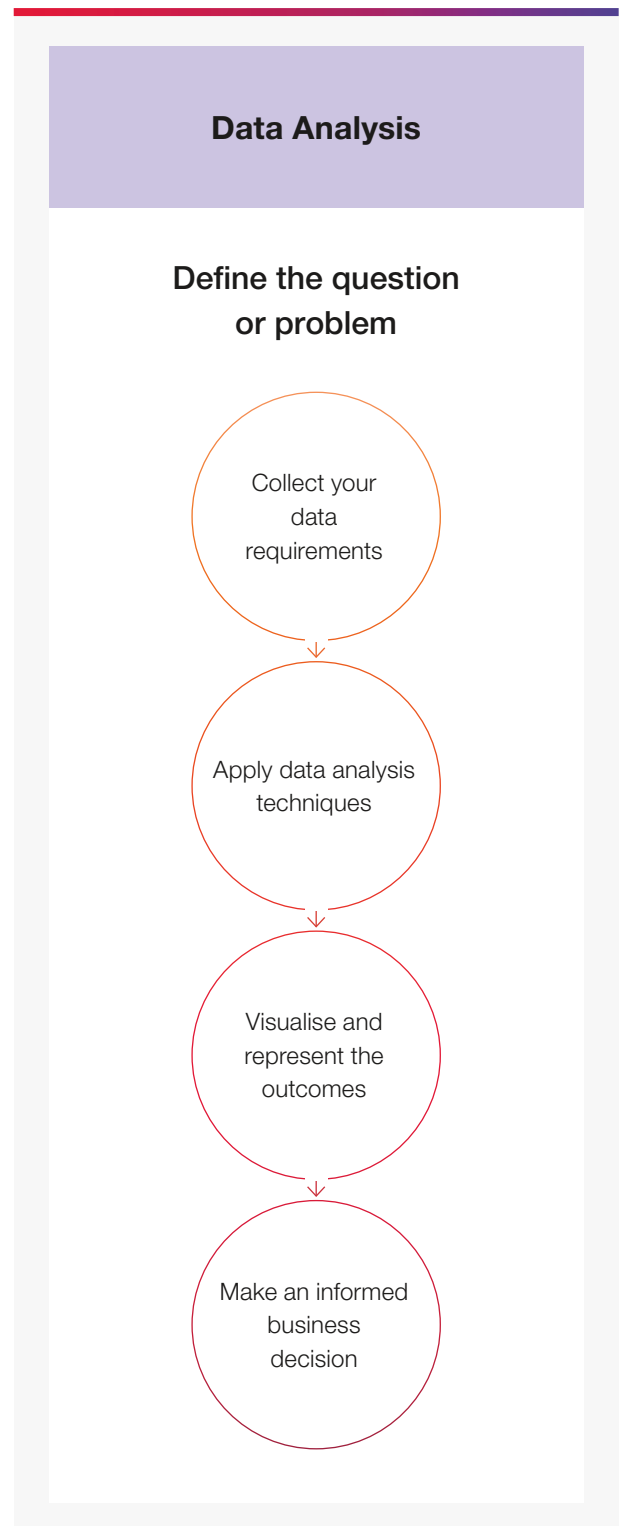 Data Analysis
Define the question
or problem
Collect your
data
requirements
Apply data analysis
techniques
Visualise and
represent the
outcomes
Make an informed
business
decision